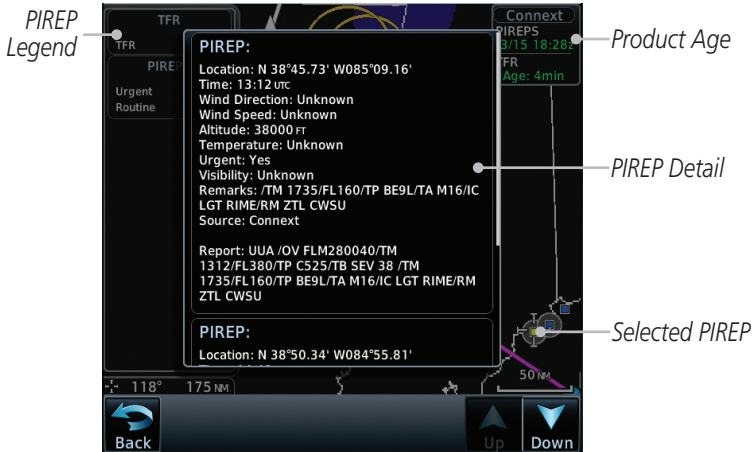 PIREP
Legend
TFR
TFR
PIREP
Urgent
Routine
PIREP:
Location: N 38°45.73' W085°09.16'
Time: 13:12 UTC
Wind Direction: Unknown
Wind Speed: Unknown
Altitude: 38000 FT
Temperature: Unknown
Urgent: Yes
Visibility: Unknown
Remarks: /TM 1735/FL160/TP BE9L/TA M16/IC
LGT RIME/RM ZTL CWSU
Source: Connext
Report: UUA /OV FLM280040/TM
1312/FL380/TP C525/TB SEV 38 /TM
1735/FL160/TP BE9L/TA M16/IC LGT RIME/RM
ZTL CWSU
PIREP:
Location: N 38°50.34' W084°55.81'
Connext
PIREPS
3/15 18:28z
FR
Age: 4min
Product Age
PIREP Detail
Selected PIREP
50 NM
118° 175 NM
Back
Up
Down